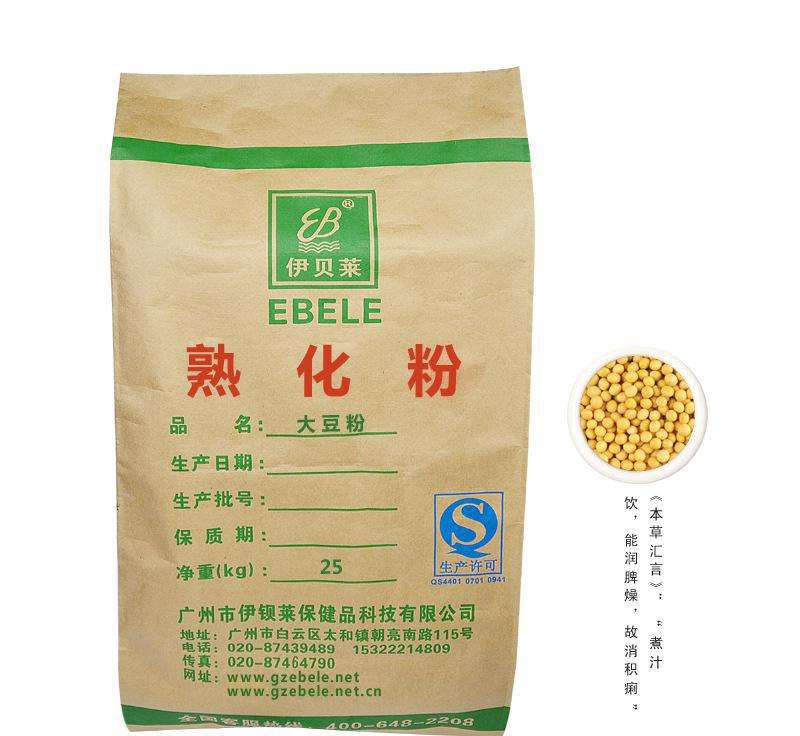 EB®
伊贝莱
EBELE
熟化粉
品名：大豆粉
生产日期：
生产批号：
保质期：
净重(kg)：25
QS
生产许可
QS4401 0701 0941
广州市伊钡莱保健品科技有限公司
地址：广州市白云区太和镇朝亮南路115号
电话：020-87439489 15322214809
传真：020-87464790
网址：www.gzebele.net
www.gzebele.net.cn
全国客服热线：400-648-2208
《本草汇言》：“煮汁
饮，能润脾燥，故消积痢”